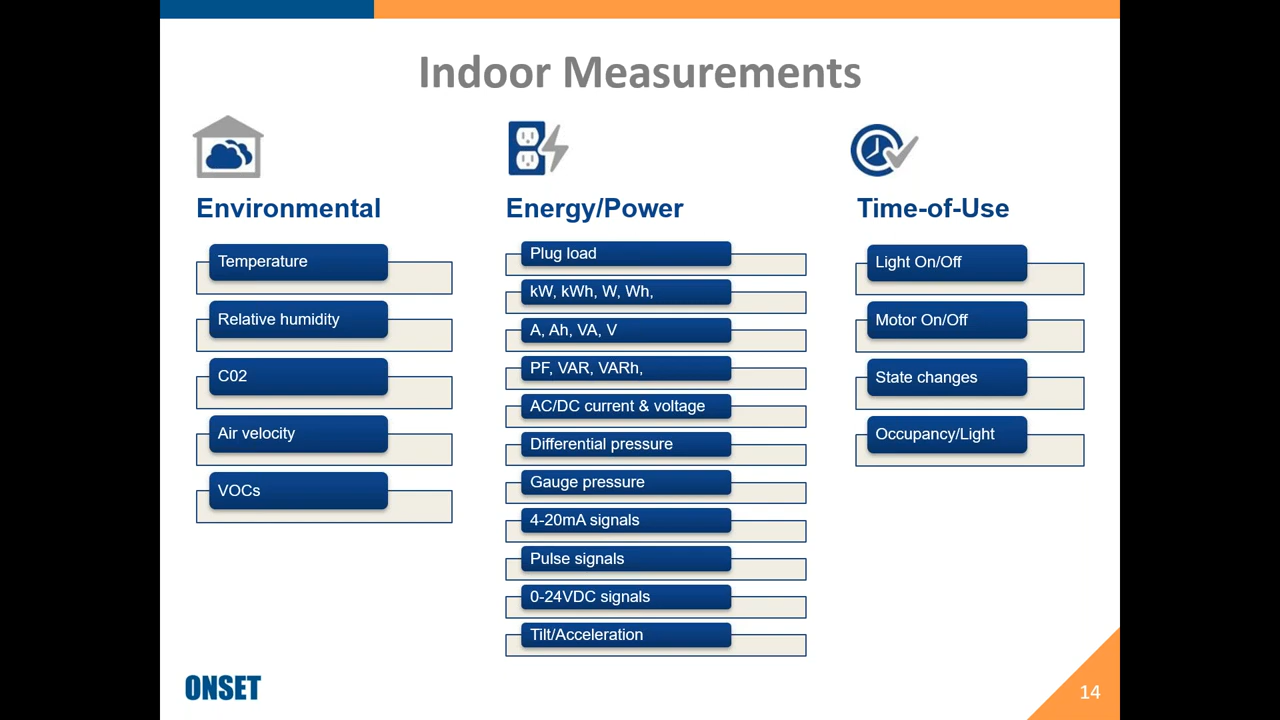 Indoor Measurements
Environmental
Temperature
Relative humidity
C02
Air velocity
VOCs
Energy/Power
Plug load
kW, kWh, W, Wh,
A, Ah, VA, V
PF, VAR, VARh,
AC/DC current & voltage
Differential pressure
Gauge pressure
4-20mA signals
Pulse signals
0-24VDC signals
Tilt/Acceleration
Time-of-Use
Light On/Off
Motor On/Off
State changes
Occupancy/Light
ONSET
14